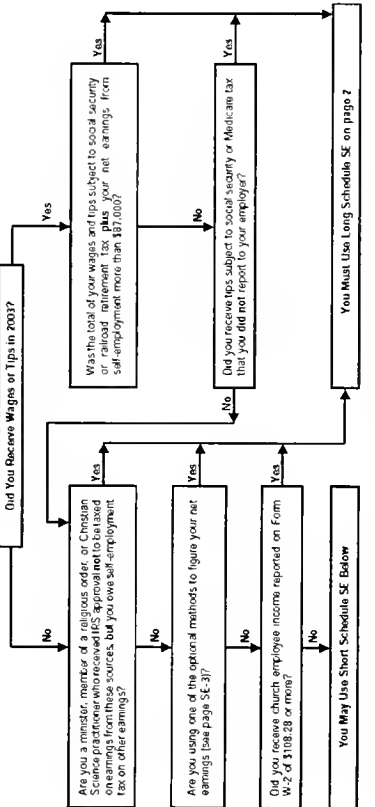 Did You Receive Wages or Tips in 2003?
No
Yes
Are you a minister, member of a religious order, or Christian
Science practitioner who received IRS approval not to be taxed
on earnings from these sources, but you owe self-employment
tax on other earnings?
Yes
No
Are you using one of the optional methods to figure your net
earnings (see page SE-3)?
Yes
No
Did you receive church employee income reported on Form
W-2 of $108.28 or more?
Yes
No
You May Use Short Schedule SE Below
Was the total of your wages and tips subject to social security
or railroad retirement tax plus your net earnings from
self-employment more than $87,000?
Yes
No
Did you receive tips subject to social security or Medicare tax
that you did not report to your employer?
Yes
No
You Must Use Long Schedule SE on page 2